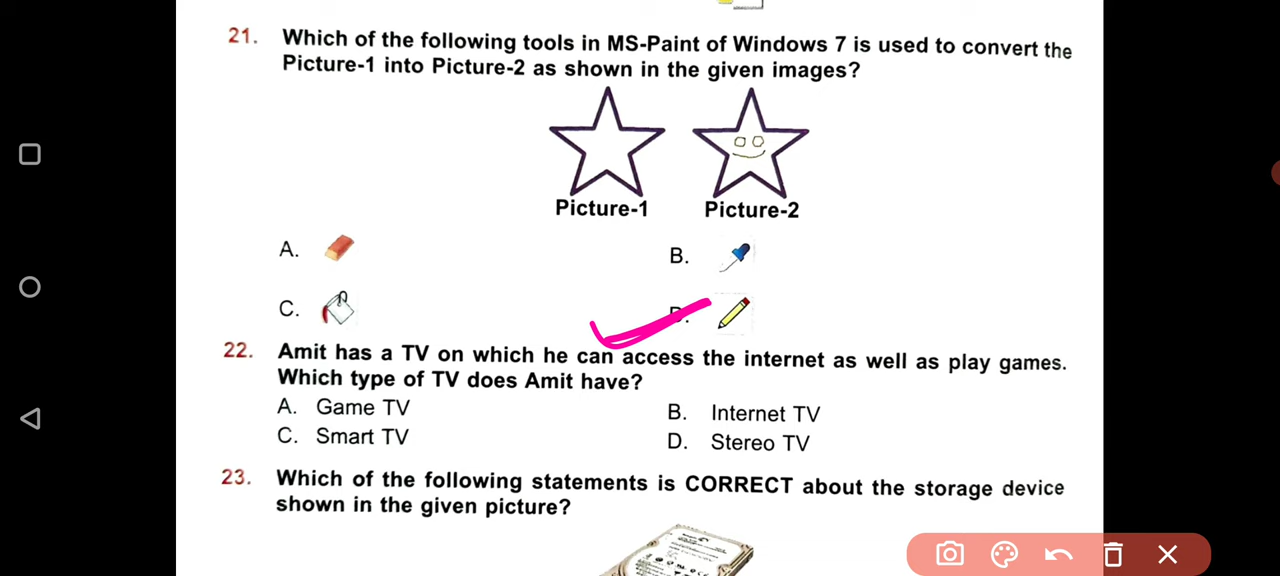 21. Which of the following tools in MS-Paint of Windows 7 is used to convert the
Picture-1 into Picture-2 as shown in the given images?
Picture-1 Picture-2
A. B.
C. D.
22. Amit has a TV on which he can access the internet as well as play games.
Which type of TV does Amit have?
A. Game TV B. Internet TV
C. Smart TV D. Stereo TV
23. Which of the following statements is CORRECT about the storage device
shown in the given picture?